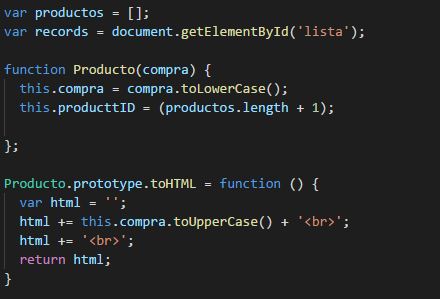 var productos = [];
var records = document.getElementById('lista');
function Producto(compra) {
this.compra = compra.toLowerCase();
this.producttID = (productos.length + 1);
};
Producto.prototype.toHTML = function () {
var html = '';
html += this.compra.toUpperCase() + '<br>';
html += '<br>';
return html;
}